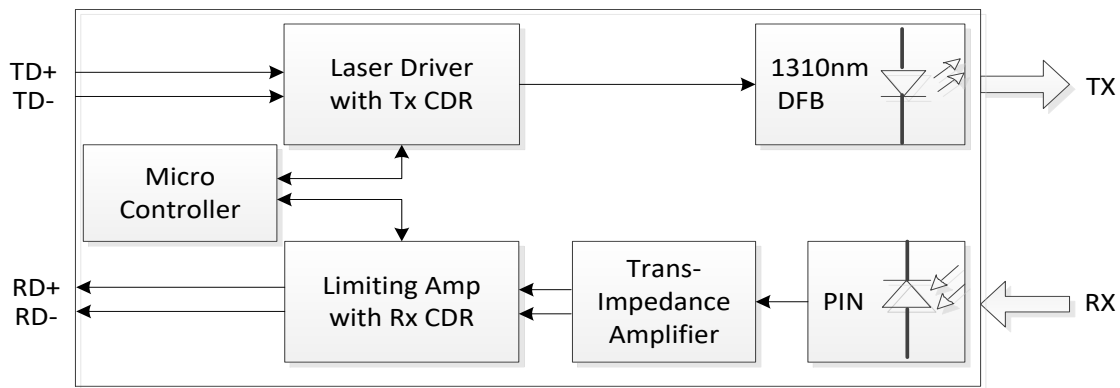 TD+
TD-
Laser Driver
with Tx CDR
1310nm
DFB
TX
Micro
Controller
RD+
RD-
Limiting Amp
with Rx CDR
Trans-
Impedance
Amplifier
PIN
RX